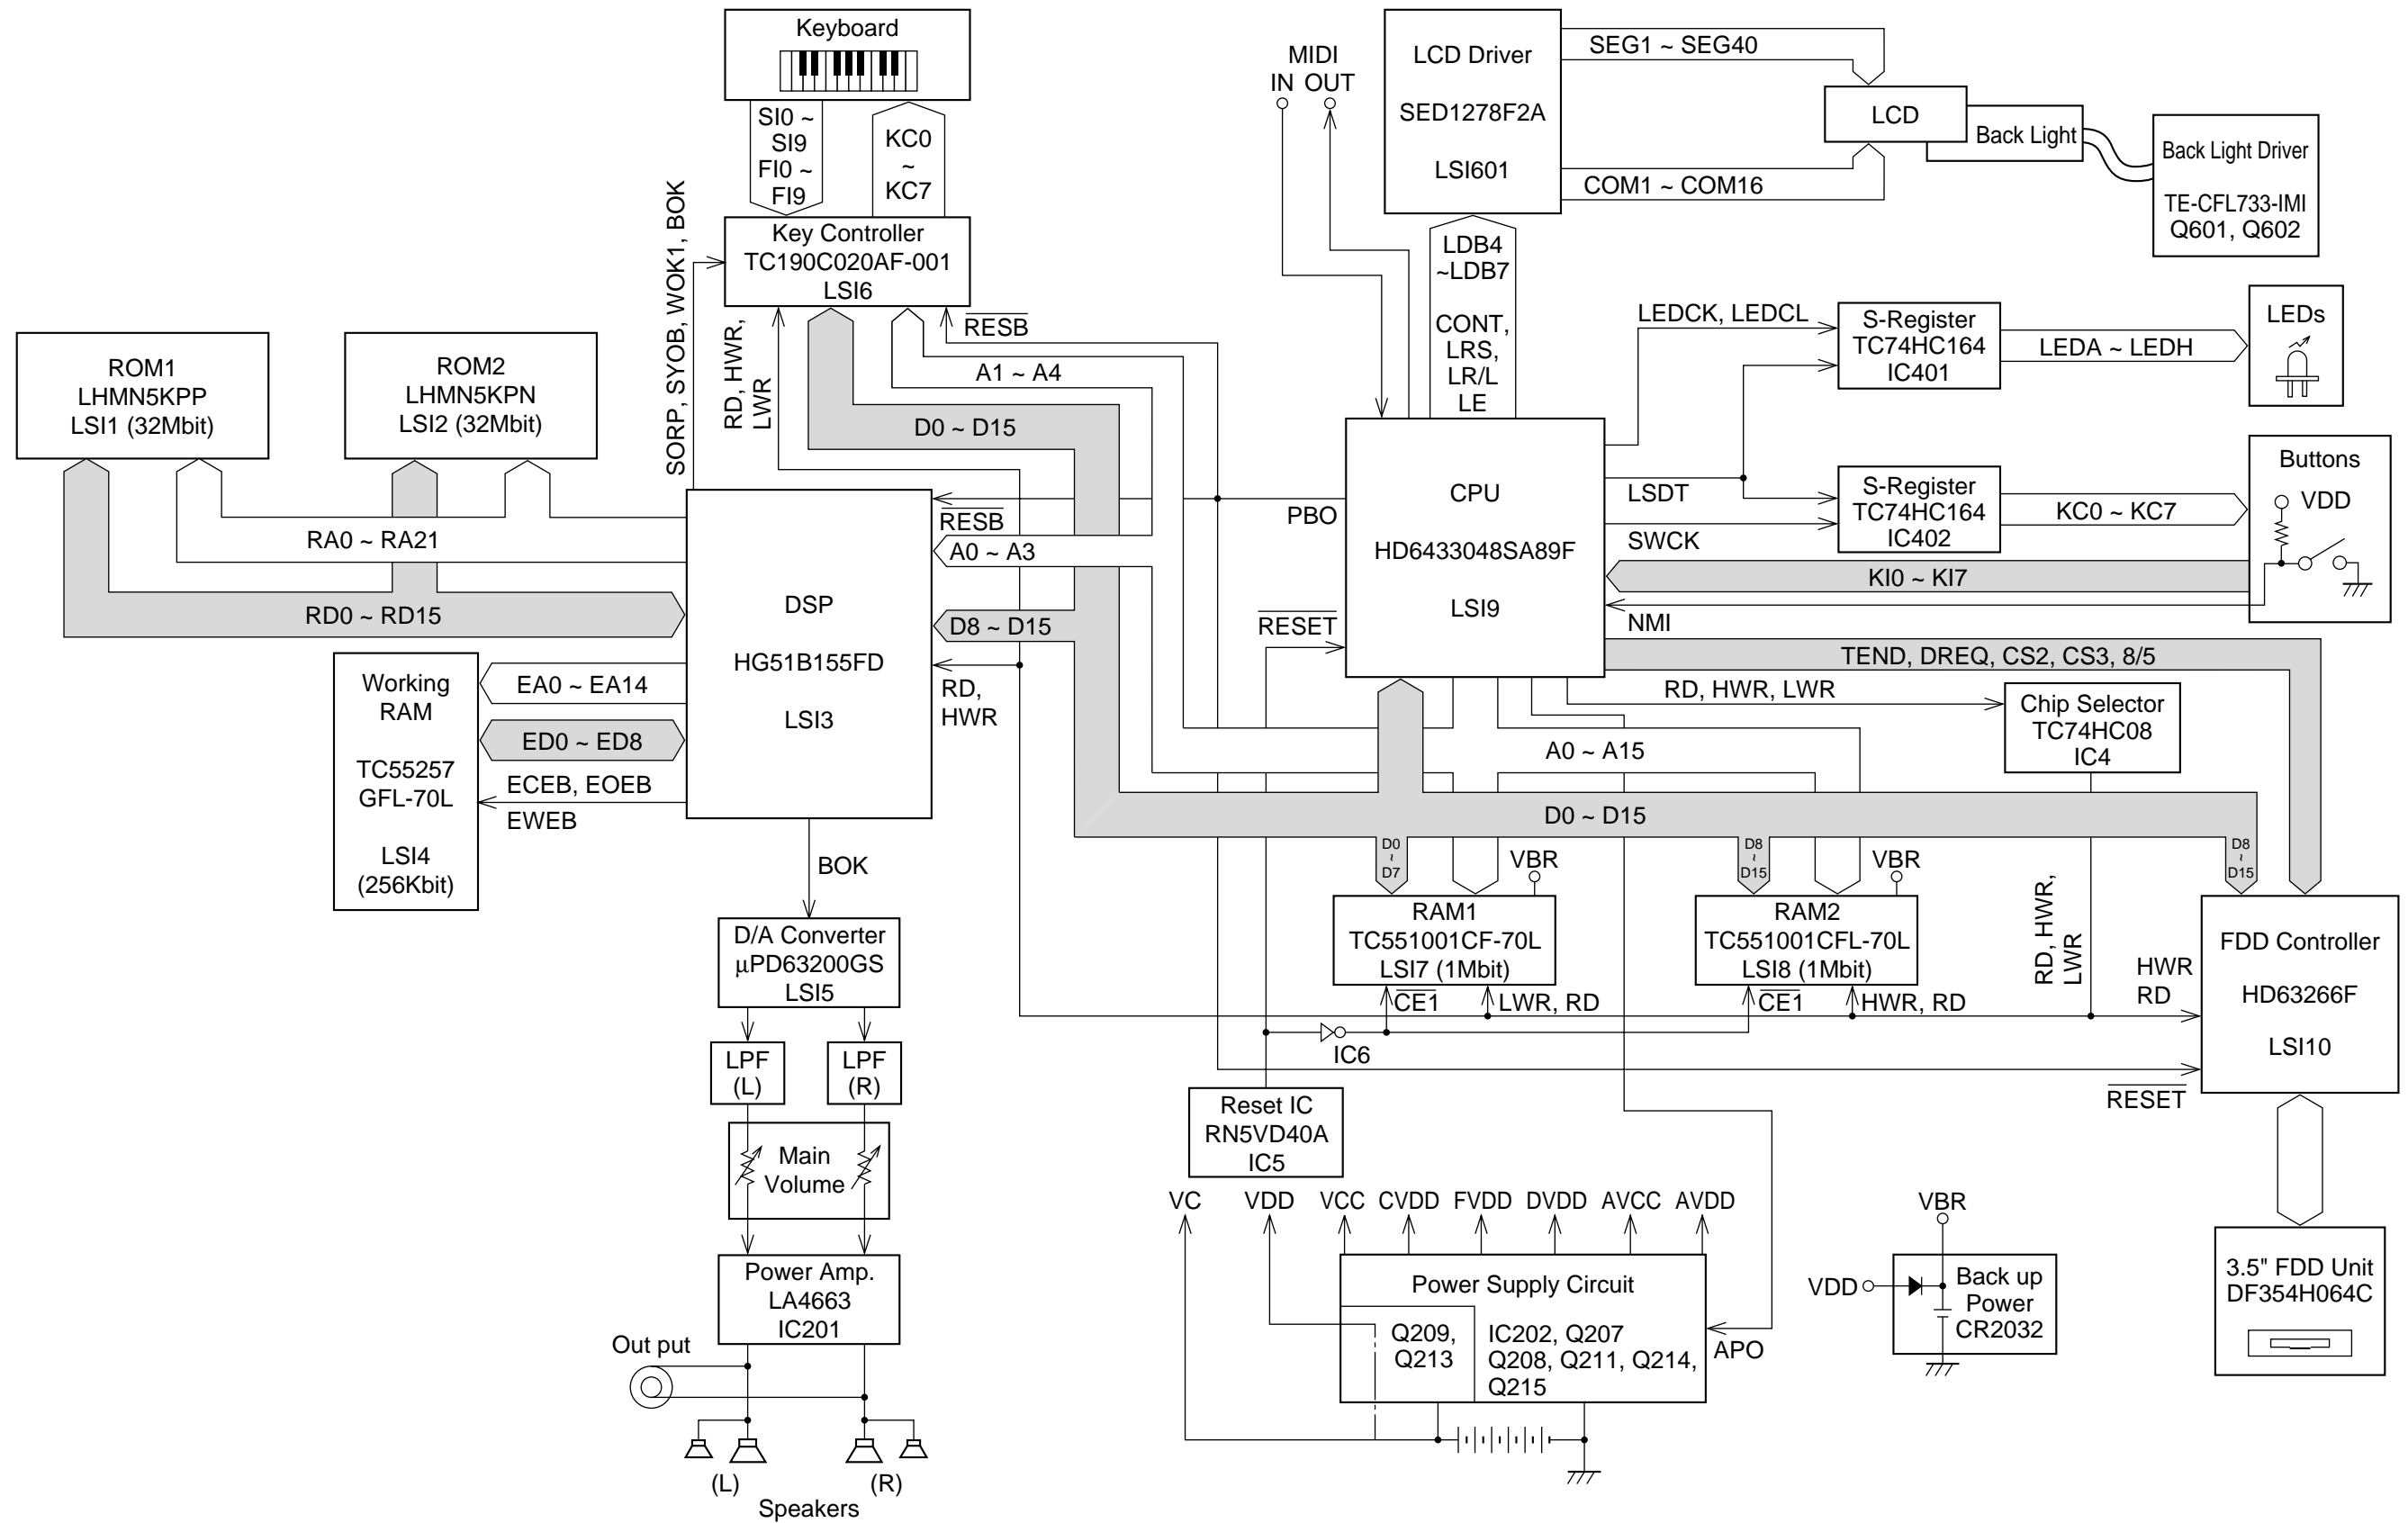 Keyboard
SI0 ~
SI9
FI0 ~
FI9
KC0
~
KC7
SORP, SYOB, WOK1, BOK
Key Controller
TC190C020AF-001
LSI6
RD, HWR,
LWR
RESB
A1 ~ A4
D0 ~ D15
ROM1
LHMN5KPP
LSI1 (32Mbit)
ROM2
LHMN5KPN
LSI2 (32Mbit)
RA0 ~ RA21
RD0 ~ RD15
DSP
HG51B155FD
LSI3
RESB
A0 ~ A3
D8 ~ D15
RD,
HWR
Working
RAM
TC55257
GFL-70L
LSI4
(256Kbit)
EA0 ~ EA14
ED0 ~ ED8
ECEB, EOEB
EWEB
BOK
D/A Converter
µPD63200GS
LSI5
LPF
(L)
LPF
(R)
Main
Volume
Power Amp.
LA4663
IC201
Out put
(L)
(R)
Speakers
MIDI
IN OUT
LCD Driver
SED1278F2A
LSI601
SEG1 ~ SEG40
COM1 ~ COM16
LCD
Back Light
Back Light Driver
TE-CFL733-IMI
Q601, Q602
LDB4
~LDB7
CONT,
LRS,
LR/L
LE
CPU
HD6433048SA89F
LSI9
PBO
RESET
LEDCK, LEDCL
LSDT
SWCK
S-Register
TC74HC164
IC401
LEDA ~ LEDH
LEDs
S-Register
TC74HC164
IC402
KC0 ~ KC7
Buttons
VDD
KI0 ~ KI7
NMI
TEND, DREQ, CS2, CS3, 8/5
RD, HWR, LWR
Chip Selector
TC74HC08
IC4
A0 ~ A15
D0 ~ D15
D0
~
D7
VBR
D8
~
D15
VBR
D8
~
D15
RAM1
TC551001CF-70L
LSI7 (1Mbit)
CE1
LWR, RD
RAM2
TC551001CFL-70L
LSI8 (1Mbit)
CE1
HWR, RD
RD, HWR,
LWR
HWR
RD
FDD Controller
HD63266F
LSI10
RESET
IC6
Reset IC
RN5VD40A
IC5
VC
VDD
VCC
CVDD
FVDD
DVDD
AVCC
AVDD
Power Supply Circuit
Q209,
Q213
IC202, Q207
Q208, Q211, Q214,
Q215
APO
VBR
VDD
Back up
Power
CR2032
3.5" FDD Unit
DF354H064C